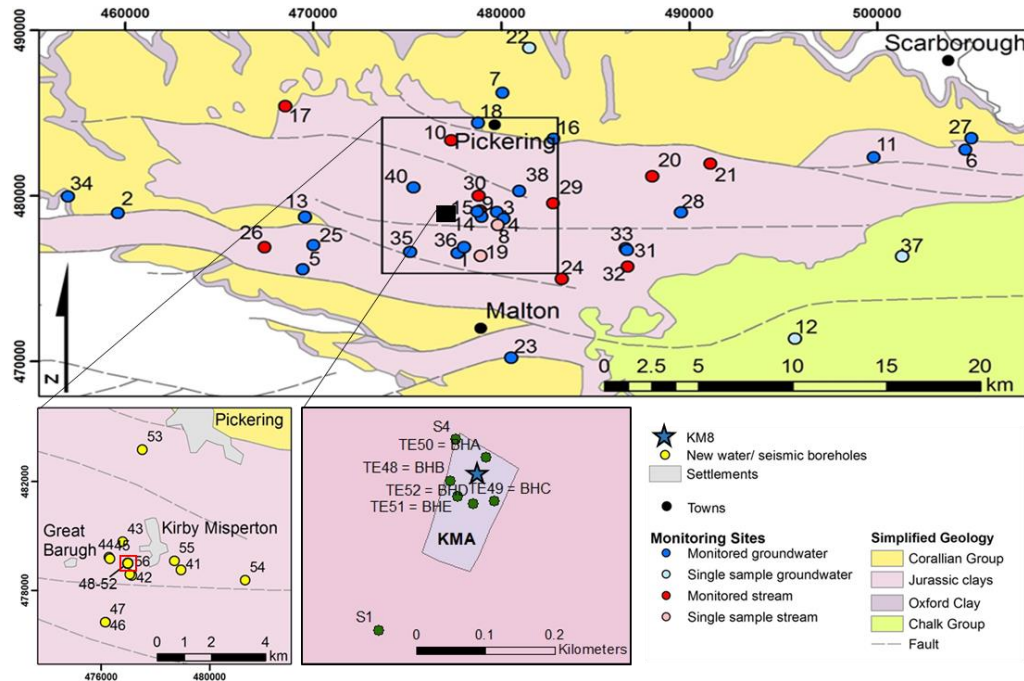 460000
470000
480000
490000
500000
490000
480000
470000
Scarborough
22
7
17
18
16
10
Pickering
27
6
11
20
21
40
30
38
29
34
2
13
15
9
3
28
14
4
26
25
35
36
8
33
31
37
5
1
19
24
32
Malton
12
23
N
0
2.5
5
10
15
20
km
Pickering
53
482000
Great
Barugh
Kirby Misperton
43
44
45
56
55
41
54
48-52
42
478000
47
46
0
1
2
4
km
476000
480000
S4
TE50 = BHA
TE48 = BHB
TE52 = BHD
TE49 = BHC
TE51 = BHE
KMA
S1
0
0.1
0.2
Kilometers
KM8
New water/ seismic boreholes
Settlements
Towns
Monitoring Sites
Monitored groundwater
Single sample groundwater
Monitored stream
Single sample stream
Simplified Geology
Corallian Group
Jurassic clays
Oxford Clay
Chalk Group
Fault